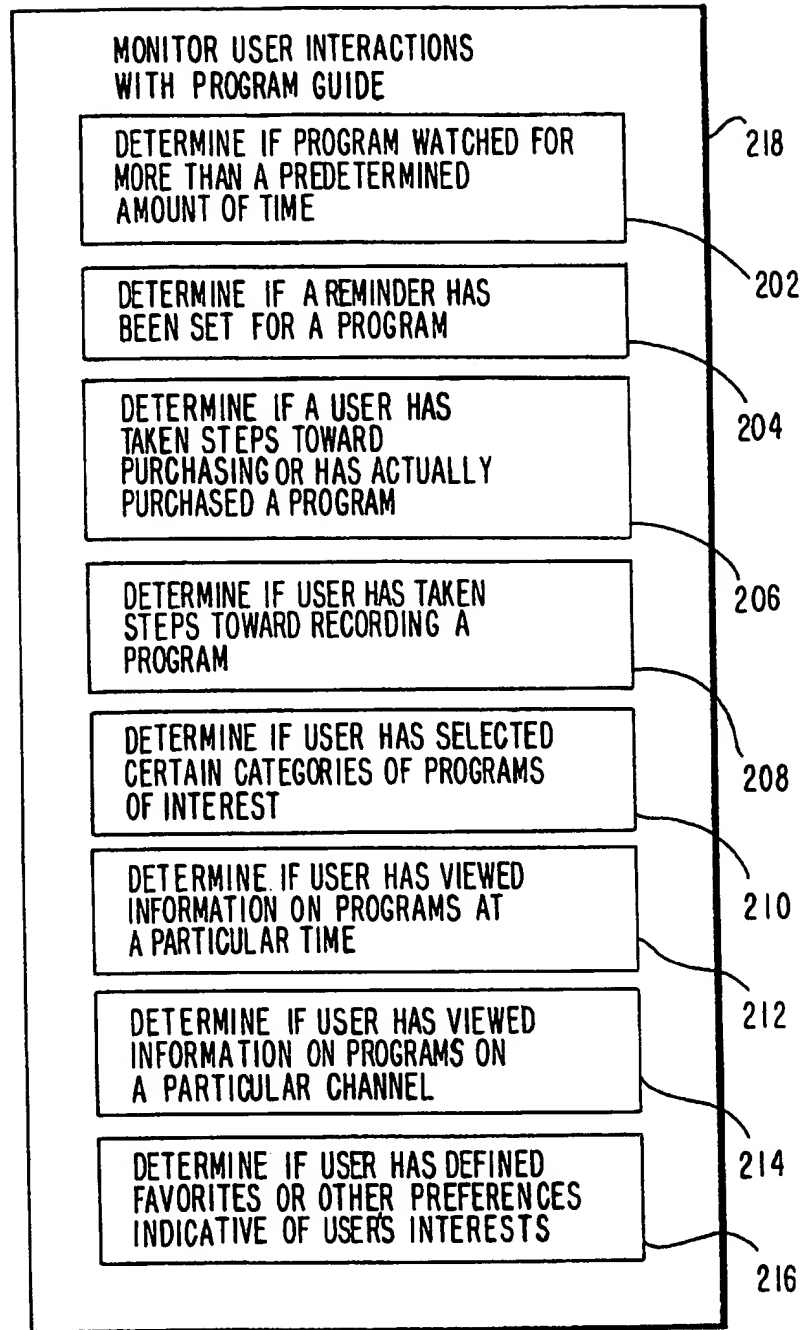 MONITOR USER INTERACTIONS
WITH PROGRAM GUIDE
218
DETERMINE IF PROGRAM WATCHED FOR
MORE THAN A PREDETERMINED
AMOUNT OF TIME
202
DETERMINE IF A REMINDER HAS
BEEN SET FOR A PROGRAM
204
DETERMINE IF A USER HAS
TAKEN STEPS TOWARD
PURCHASING OR HAS ACTUALLY
PURCHASED A PROGRAM
206
DETERMINE IF USER HAS TAKEN
STEPS TOWARD RECORDING A
PROGRAM
208
DETERMINE IF USER HAS SELECTED
CERTAIN CATEGORIES OF PROGRAMS
OF INTEREST
210
DETERMINE IF USER HAS VIEWED
INFORMATION ON PROGRAMS AT
A PARTICULAR TIME
212
DETERMINE IF USER HAS VIEWED
INFORMATION ON PROGRAMS ON
A PARTICULAR CHANNEL
214
DETERMINE IF USER HAS DEFINED
FAVORITES OR OTHER PREFERENCES
INDICATIVE OF USER'S INTERESTS
216